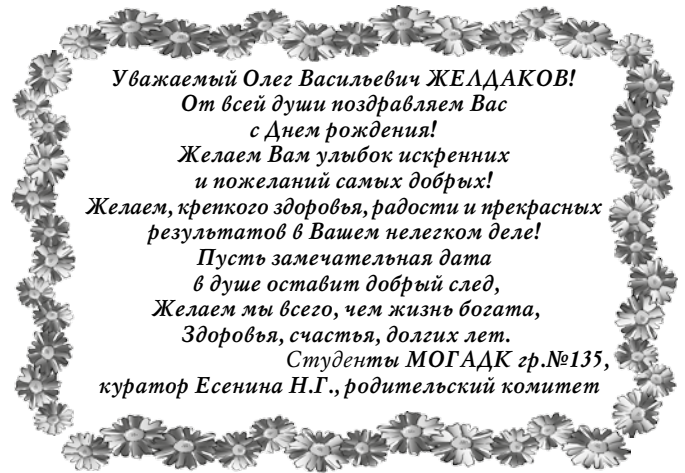 Уважаемый Олег Васильевич ЖЕЛДАКОВ!
От всей души поздравляем Вас
с Днем рождения!
Желаем Вам улыбок искренних
и пожеланий самых добрых!
Желаем, крепкого здоровья, радости и прекрасных
результатов в Вашем нелегком деле!
Пусть замечательная дата
в душе оставит добрый след,
Желаем мы всего, чем жизнь богата,
Здоровья, счастья, долгих лет.
Студенты МОГАДК гр.№135,
куратор Есенина Н.Г., родительский комитет